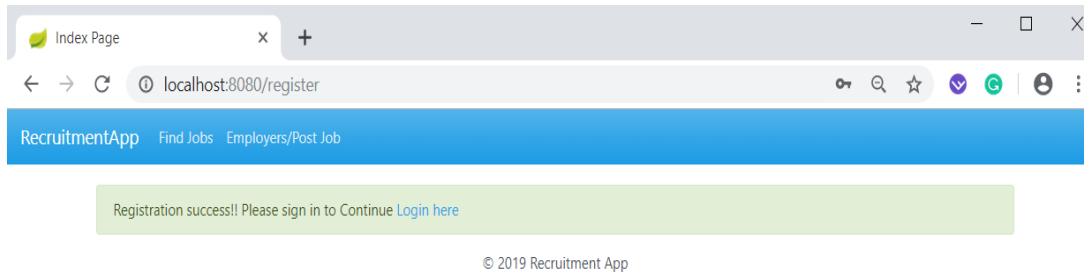 Index Page
localhost:8080/register
RecruitmentApp Find Jobs Employers/Post Job
Registration success!! Please sign in to Continue Login here
© 2019 Recruitment App